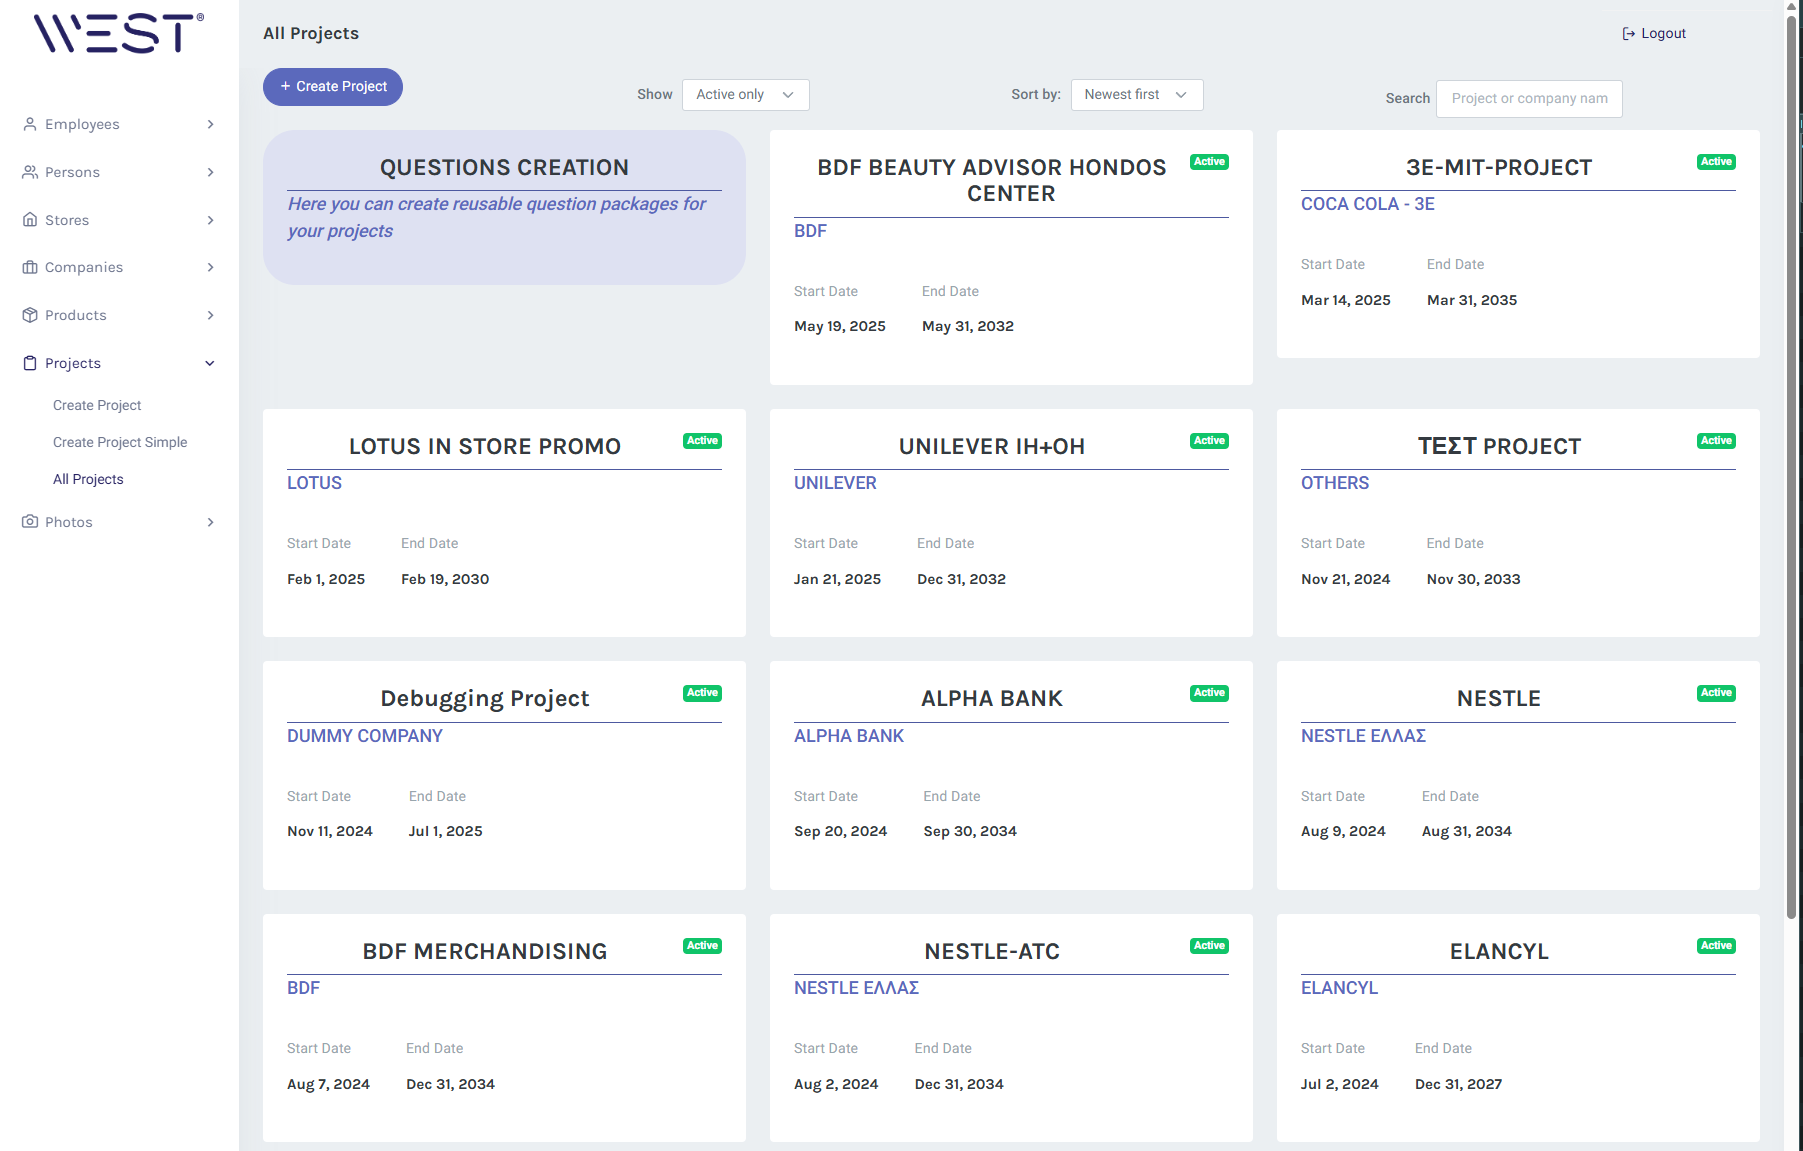 WEST®
All Projects
Logout
+ Create Project
Show
Active only
Sort by:
Newest first
Search
Project or company nam
Employees
Persons
Stores
Companies
Products
Projects
Create Project
Create Project Simple
All Projects
Photos
QUESTIONS CREATION
Here you can create reusable question packages for
your projects
BDF BEAUTY ADVISOR HONDOS
CENTER
Active
BDF
Start Date
End Date
May 19, 2025
May 31, 2032
3E-MIT-PROJECT
Active
COCA COLA - 3E
Start Date
End Date
Mar 14, 2025
Mar 31, 2035
LOTUS IN STORE PROMO
Active
LOTUS
Start Date
End Date
Feb 1, 2025
Feb 19, 2030
UNILEVER IH+OH
Active
UNILEVER
Start Date
End Date
Jan 21, 2025
Dec 31, 2032
ΤΕΣΤ PROJECT
Active
OTHERS
Start Date
End Date
Nov 21, 2024
Nov 30, 2033
Debugging Project
Active
DUMMY COMPANY
Start Date
End Date
Nov 11, 2024
Jul 1, 2025
ALPHA BANK
Active
ALPHA BANK
Start Date
End Date
Sep 20, 2024
Sep 30, 2034
NESTLE
Active
NESTLE ΕΛΛΑΣ
Start Date
End Date
Aug 9, 2024
Aug 31, 2034
BDF MERCHANDISING
Active
BDF
Start Date
End Date
Aug 7, 2024
Dec 31, 2034
NESTLE-ATC
Active
NESTLE ΕΛΛΑΣ
Start Date
End Date
Aug 2, 2024
Dec 31, 2034
ELANCYL
Active
ELANCYL
Start Date
End Date
Jul 2, 2024
Dec 31, 2027